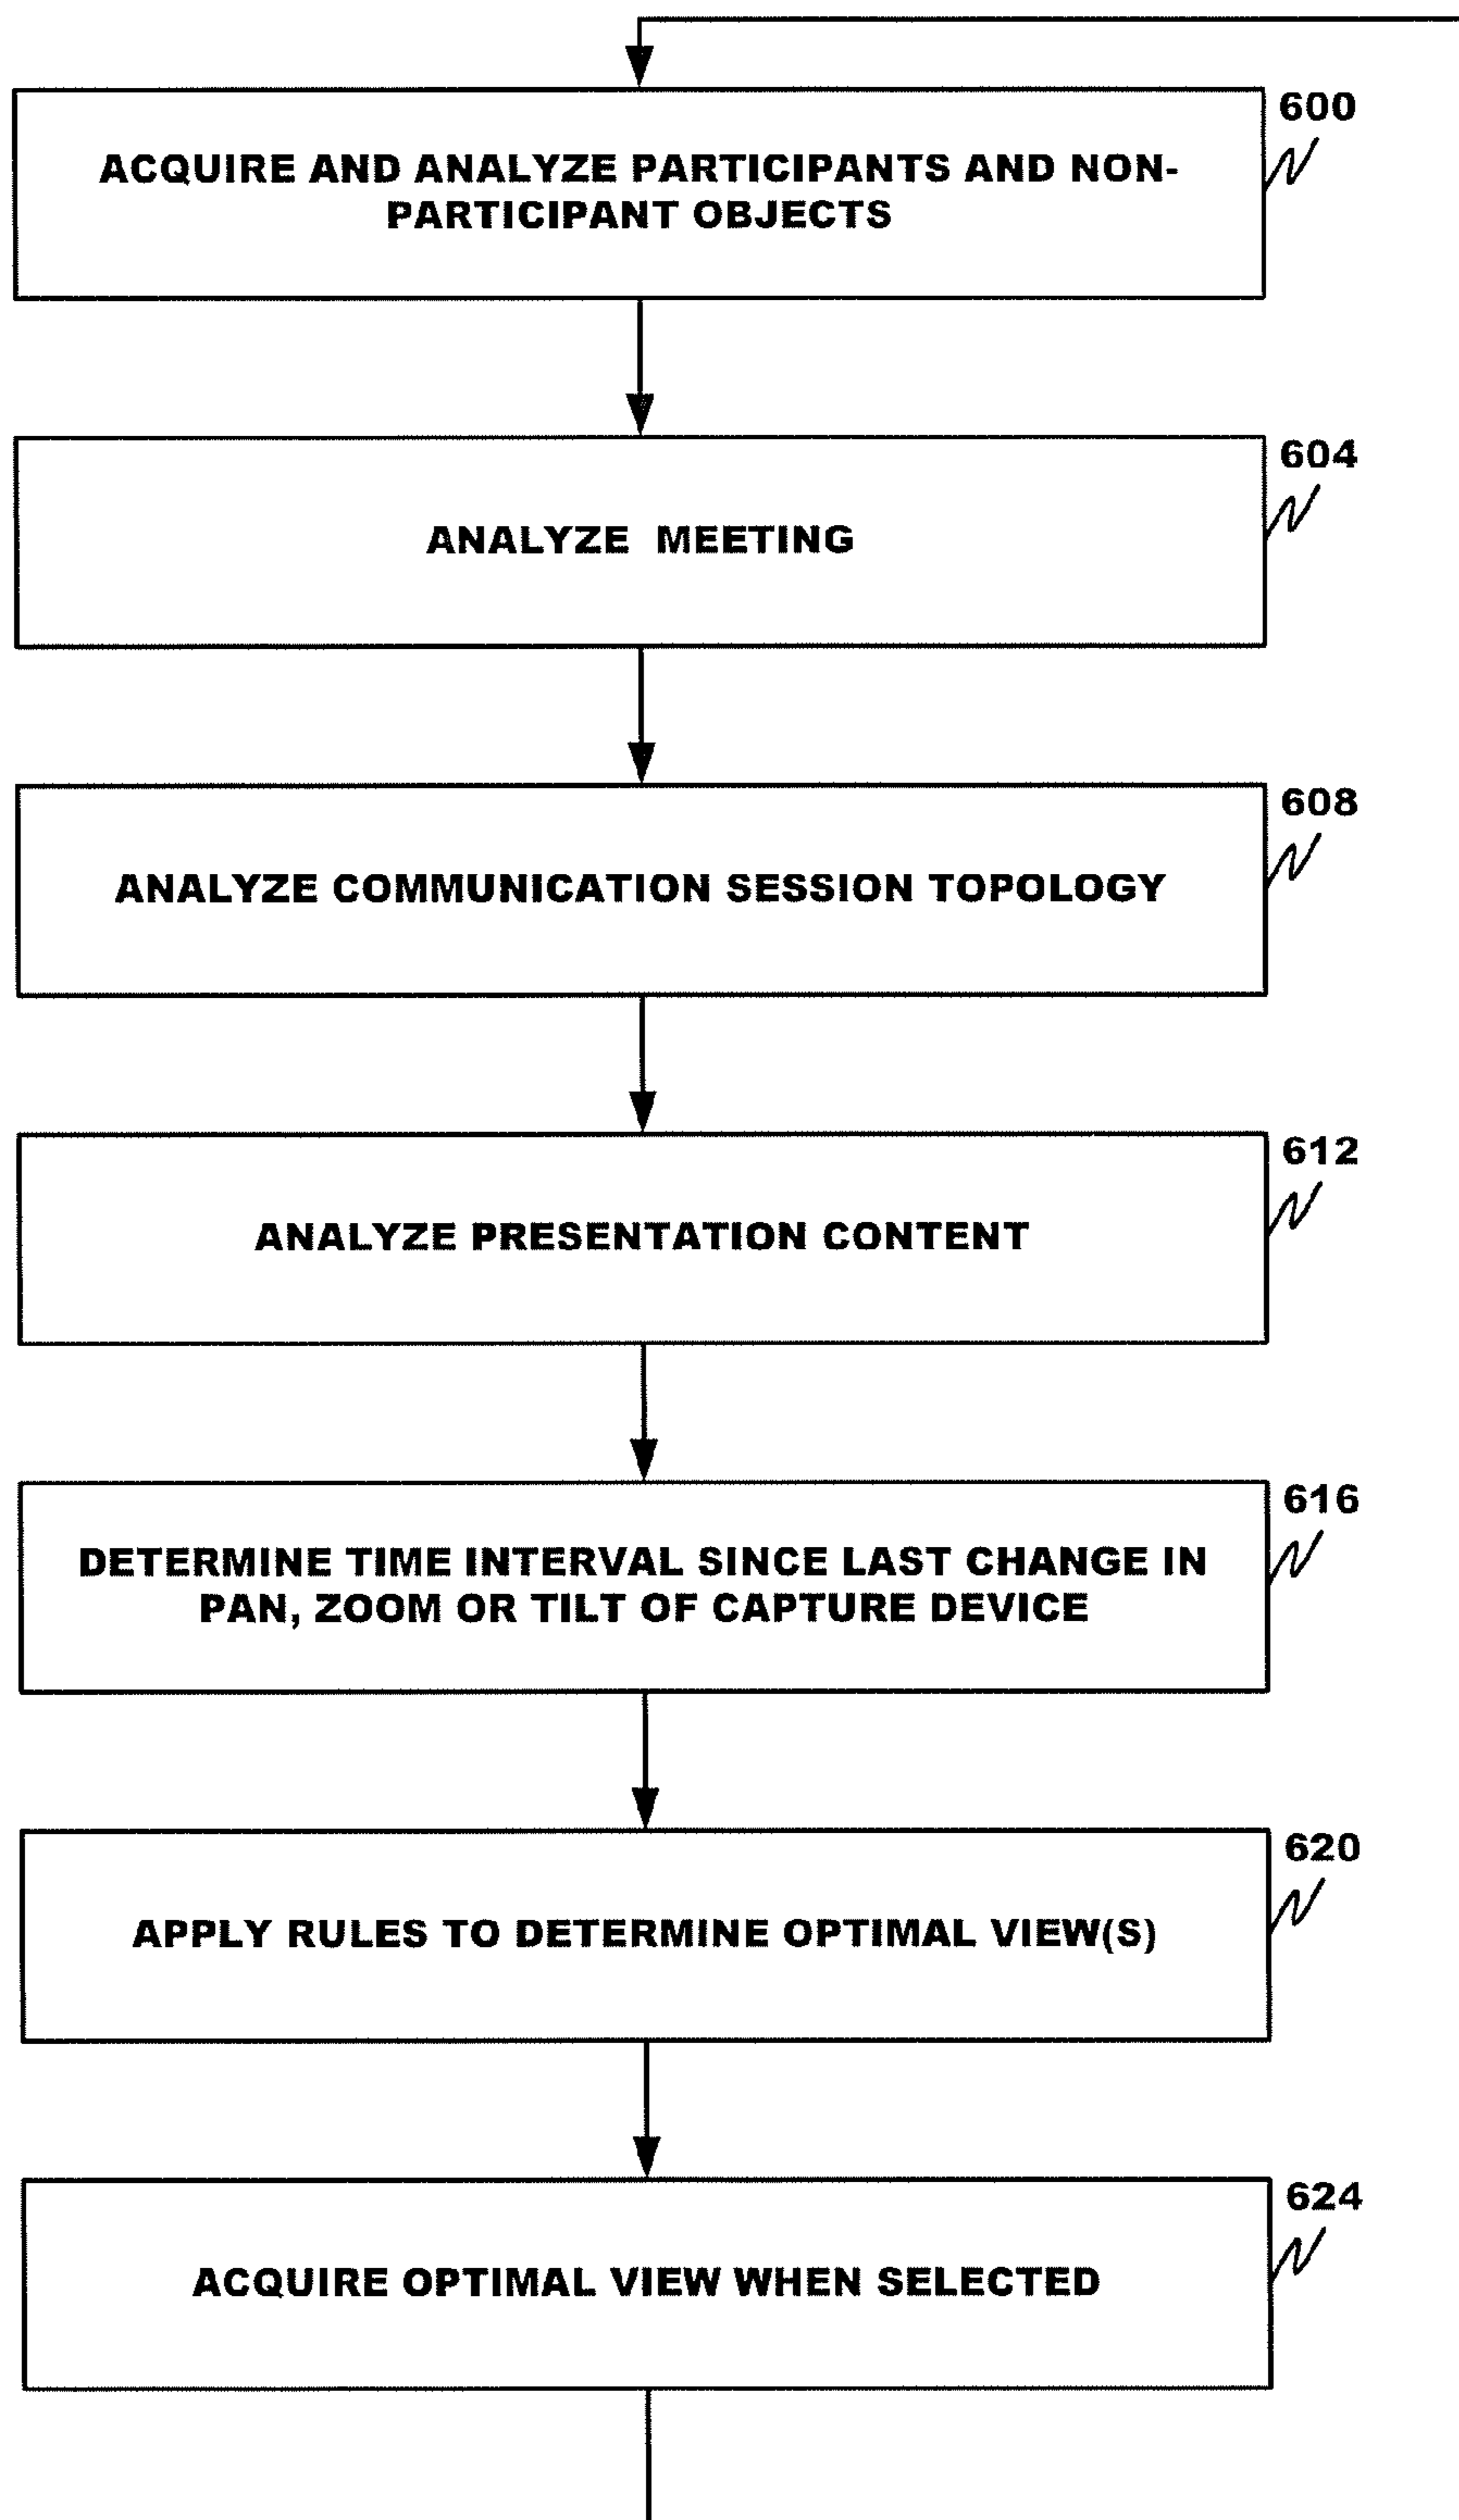 600
ACQUIRE AND ANALYZE PARTICIPANTS AND NON-
PARTICIPANT OBJECTS
604
ANALYZE MEETING
608
ANALYZE COMMUNICATION SESSION TOPOLOGY
612
ANALYZE PRESENTATION CONTENT
616
DETERMINE TIME INTERVAL SINCE LAST CHANGE IN
PAN, ZOOM OR TILT OF CAPTURE DEVICE
620
APPLY RULES TO DETERMINE OPTIMAL VIEW(S)
624
ACQUIRE OPTIMAL VIEW WHEN SELECTED